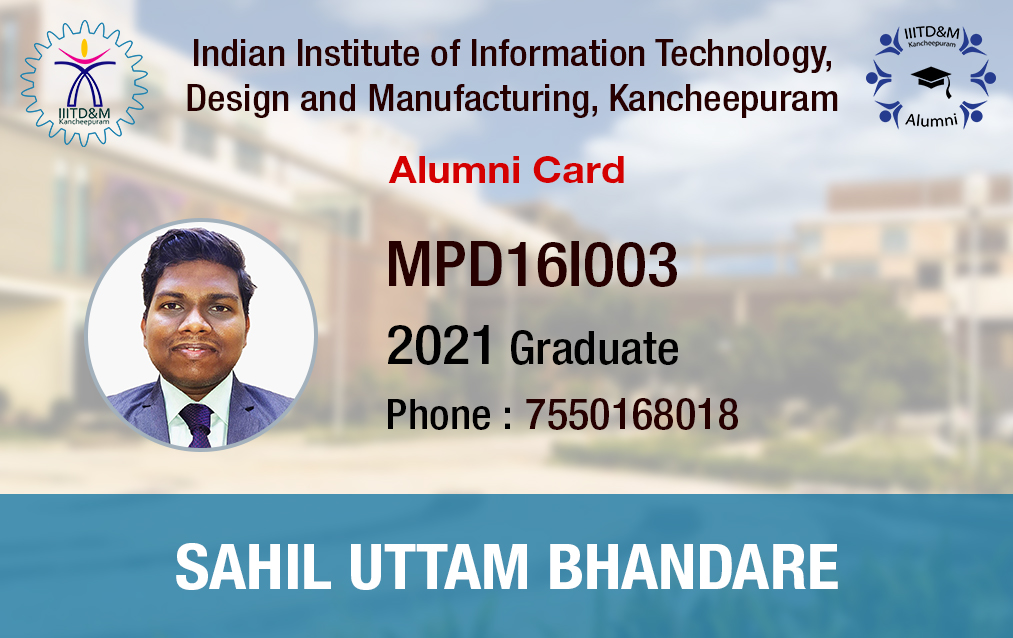 Indian Institute of Information Technology,
Design and Manufacturing, Kancheepuram
IIITD&M
Kancheepuram
IIITD&M
Kancheepuram
Alumni
Alumni Card
MPD16I003
2021 Graduate
Phone : 7550168018
SAHIL UTTAM BHANDARE